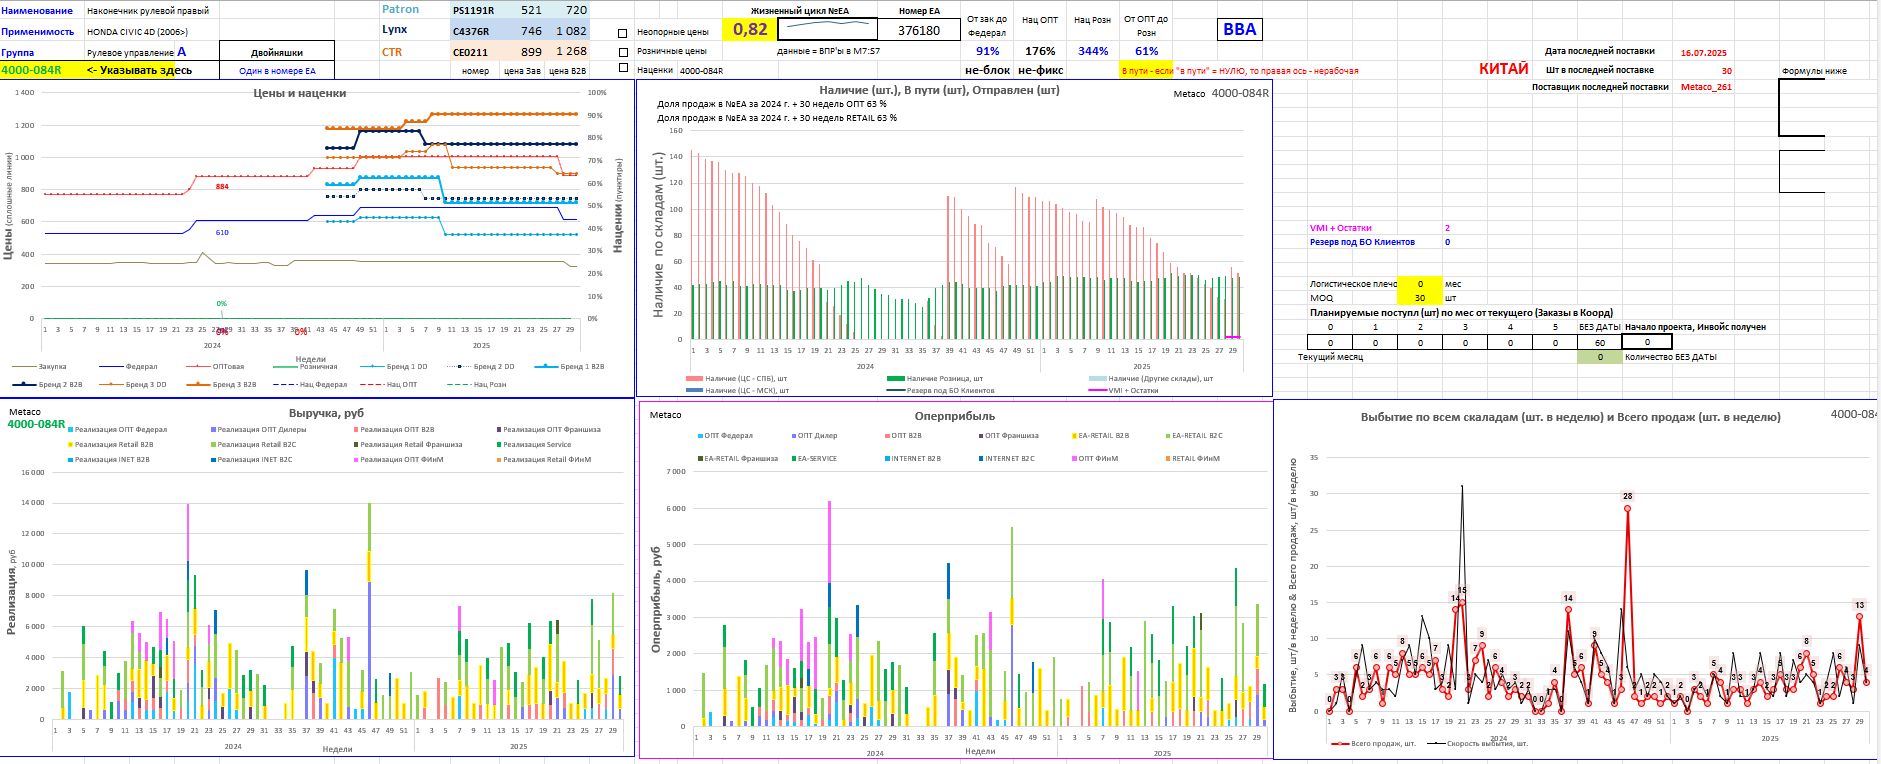 Наименование Наконечник рулевой правый
Применимость HONDA CIVIC 4D (2006>)
Группа Рулевое управление A Двойняшки
4000-084R <- Указывать здесь Один в номере ЕА
Patron PS1191R 521 720
Lynx C4376R 746 1 082
CTR CE0211 899 1 268
номер цена Зав цена B2B
Жизненный цикл №ЕА Номер ЕА
Неопорные цены 0,82 376180
Розничные цены данные = ВПР'ы в M7:S7
Наценки 4000-084R
От зак до Федерал Нац ОПТ Нац Розн От ОПТ до Розн BBA
91% 176% 344% 61%
не-блок не-фикс
В пути - если "в пути" = НУЛЮ, то правая ось - нерабочая
КИТАЙ
Дата последней поставки 16.07.2025
Шт в последней поставке 30
Поставщик последней поставки Metaco_261
Формулы ниже
Цены и наценки
Цены (сплошные линии)
Наценки (пунктиры)
1 400
1 200
1 000
800
600
400
200
0
100%
90%
80%
70%
60%
50%
40%
30%
20%
10%
0%
884
610
0%
0%
0%
1 3 5 7 9 11 13 15 17 19 21 23 25 27 31 33 35 37 39 41 43 45 47 49 51 1 3 5 7 9 11 13 15 17 19 21 23 25 27 29
2024 2025
Недели
Закупка Федерал ОПТовая Розничная Бренд 1 DD Бренд 2 DD Бренд 1 B2B
Бренд 2 B2B Бренд 3 DD Бренд 3 B2B Нац Федерал Нац ОПТ Нац Розн
Наличие (шт.), В пути (шт), Отправлен (шт)
Metaco 4000-084R
Доля продаж в №ЕА за 2024 г. + 30 недель ОПТ 63 %
Доля продаж в №ЕА за 2024 г. + 30 недель RETAIL 63 %
Наличие по складам (шт.)
160
140
120
100
80
60
40
20
0
1 3 5 7 9 11 13 15 17 19 21 23 25 27 29 31 33 35 37 39 41 43 45 47 49 51 1 3 5 7 9 11 13 15 17 19 21 23 25 27 29
2024 2025
Наличие (ЦС - СПБ), шт Наличие Розница, шт Наличие (Другие склады), шт
Наличие (ЦС - МСК), шт Резерв под БО Клиентов VMI + Остатки
VMI + Остатки 2
Резерв под БО Клиентов 0
Логистическое плечо 0 мес
MOQ 30 шт
Планируемые поступл (шт) по мес от текущего (Заказы в Коорд)
0 1 2 3 4 5 БЕЗ ДАТЫ Начало проекта, Инвойс получен
0 0 0 0 0 0 60 0
Текущий месяц 0 Количество БЕЗ ДАТЫ
Metaco
4000-084R
Выручка, руб
Реализация ОПТ Федерал Реализация ОПТ Дилеры Реализация ОПТ B2B Реализация ОПТ Франшиза
Реализация Retail B2B Реализация Retail B2C Реализация Retail Франшиза Реализация Service
Реализация INET B2B Реализация INET B2C Реализация ОПТ ФИнМ Реализация Retail ФИнМ
Реализация, руб
16 000
14 000
12 000
10 000
8 000
6 000
4 000
2 000
0
1 3 5 7 9 11 13 15 17 19 21 23 25 27 29 31 33 35 37 39 41 43 45 47 49 51 1 3 5 7 9 11 13 15 17 19 21 23 25 27 29
2024 Недели 2025
Metaco
Оперприбыль
ОПТ Федерал ОПТ Дилер ОПТ B2B ОПТ Франшиза EA-RETAIL B2B EA-RETAIL B2C
EA-RETAIL Франшиза EA-SERVICE INTERNET B2B INTERNET B2C ОПТ ФИнМ RETAIL ФИнМ
Оперприбыль, руб
7 000
6 000
5 000
4 000
3 000
2 000
1 000
0
1 3 5 7 9 11 13 15 17 19 21 23 25 27 29 31 33 35 37 39 41 43 45 47 49 51 1 3 5 7 9 11 13 15 17 19 21 23 25 27 29
2024 Недели 2025
Выбытие по всем скаладам (шт. в неделю) и Всего продаж (шт. в неделю)
4000-084
Выбытие, шт/в неделю & Всего продаж, шт/в неделю
35
30
25
20
15
10
5
0
14 15 9 14 28 13
1 3 5 7 9 11 13 15 17 19 21 23 25 27 29 31 33 35 37 39 41 43 45 47 49 51 1 3 5 7 9 11 13 15 17 19 21 23 25 27 29
2024 2025
Всего продаж, шт. Скорость выбытия, шт.